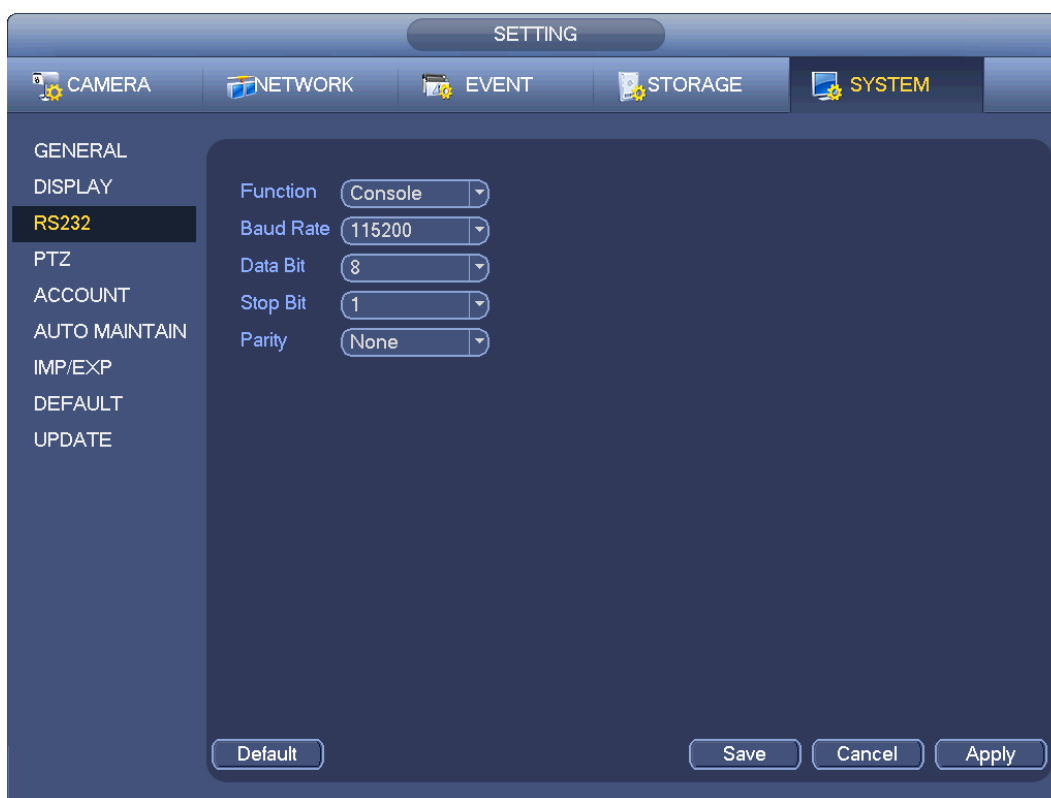 SETTING
CAMERA NETWORK EVENT STORAGE SYSTEM
GENERAL
DISPLAY
RS232
PTZ
ACCOUNT
AUTO MAINTAIN
IMP/EXP
DEFAULT
UPDATE
Function Console
Baud Rate 115200
Data Bit 8
Stop Bit 1
Parity None
Default Save Cancel Apply